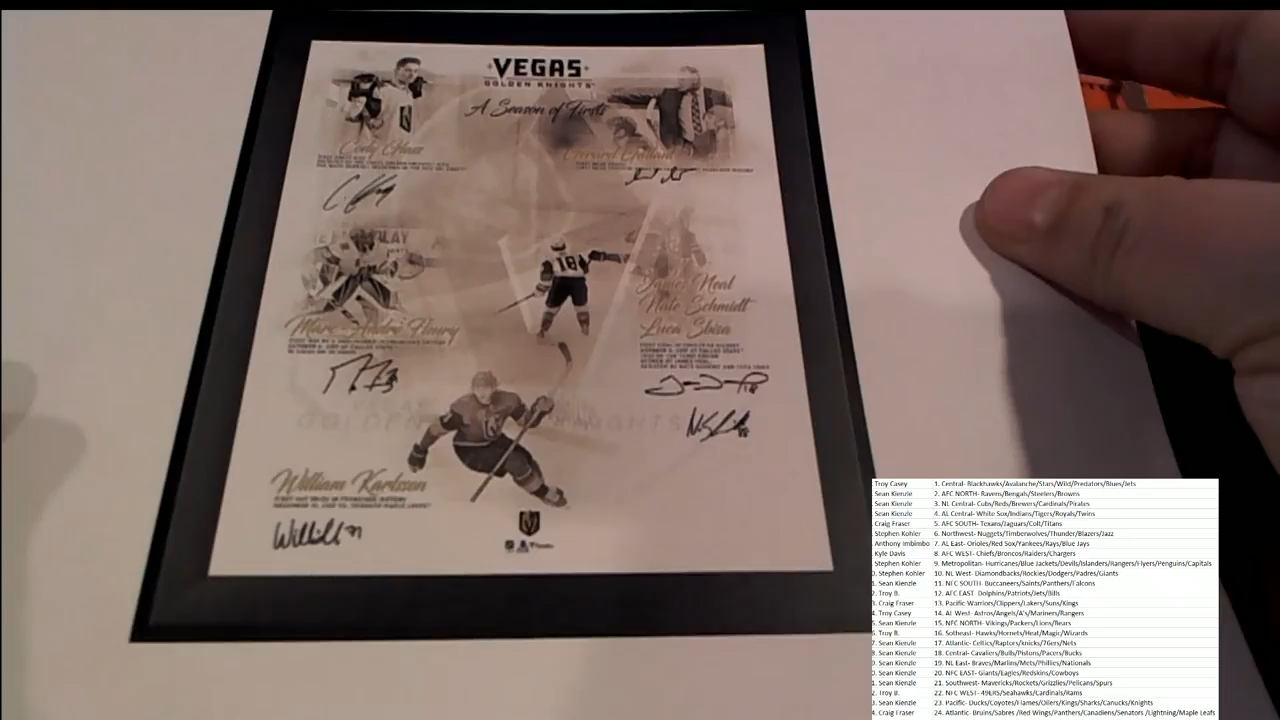 VEGAS
GOLDEN KNIGHTS
A Season of Firsts
Cody Glass
Gerard Gallant
Marc-André Fleury
James Neal
Nate Schmidt
Luca Sbisa
18
William Karlsson
Troy Casey 1. Central- Blackhawks/Avalanche/Stars/Wild/Predators/Blues/Jets
Sean Kienzle 2. AFC NORTH- Ravens/Bengals/Steelers/Browns
Sean Kienzle 3. NL Central- Cubs/Reds/Brewers/Cardinals/Pirates
Sean Kienzle 4. AL Central- White Sox/Indians/Tigers/Royals/Twins
Craig Fraser 5. AFC SOUTH- Texans/Jaguars/Colt/Titans
Stephen Kohler 6. Northwest- Nuggets/Timberwolves/Thunder/Blazers/Jazz
Anthony Imbimbo 7. AL East- Orioles/Red Sox/Yankees/Rays/Blue Jays
Kyle Davis 8. AFC WEST- Chiefs/Broncos/Raiders/Chargers
Stephen Kohler 9. Metropolitan- Hurricanes/Blue Jackets/Devils/Islanders/Rangers/Flyers/Penguins/Capitals
Stephen Kohler 10. NL West- Diamondbacks/Rockies/Dodgers/Padres/Giants
Sean Kienzle 11. NFC SOUTH- Buccaneers/Saints/Panthers/Falcons
Troy B. 12. AFC EAST- Dolphins/Patriots/Jets/Bills
Craig Fraser 13. Pacific-Warriors/Clippers/Lakers/Suns/Kings
Troy Casey 14. AL West- Astros/Angels/A's/Mariners/Rangers
Sean Kienzle 15. NFC NORTH- Vikings/Packers/Lions/Bears
Troy B. 16. Sotheast- Hawks/Hornets/Heat/Magic/Wizards
Sean Kienzle 17. Atlantic- Celtics/Raptors/knicks/76ers/Nets
Sean Kienzle 18. Central- Cavaliers/Bulls/Pistons/Pacers/Bucks
Sean Kienzle 19. NL East- Braves/Marlins/Mets/Phillies/Nationals
Sean Kienzle 20. NFC EAST- Giants/Eagles/Redskins/Cowboys
Sean Kienzle 21. Southwest- Mavericks/Rockets/Grizzlies/Pelicans/Spurs
Troy B. 22. NFC WEST- 49ERS/Seahawks/Cardinals/Rams
Sean Kienzle 23. Pacific- Ducks/Coyotes/Flames/Oilers/Kings/Sharks/Canucks/Knights
Craig Fraser 24. Atlantic- Bruins/Sabres /Red Wings/Panthers/Canadiens/Senators /Lightning/Maple Leafs